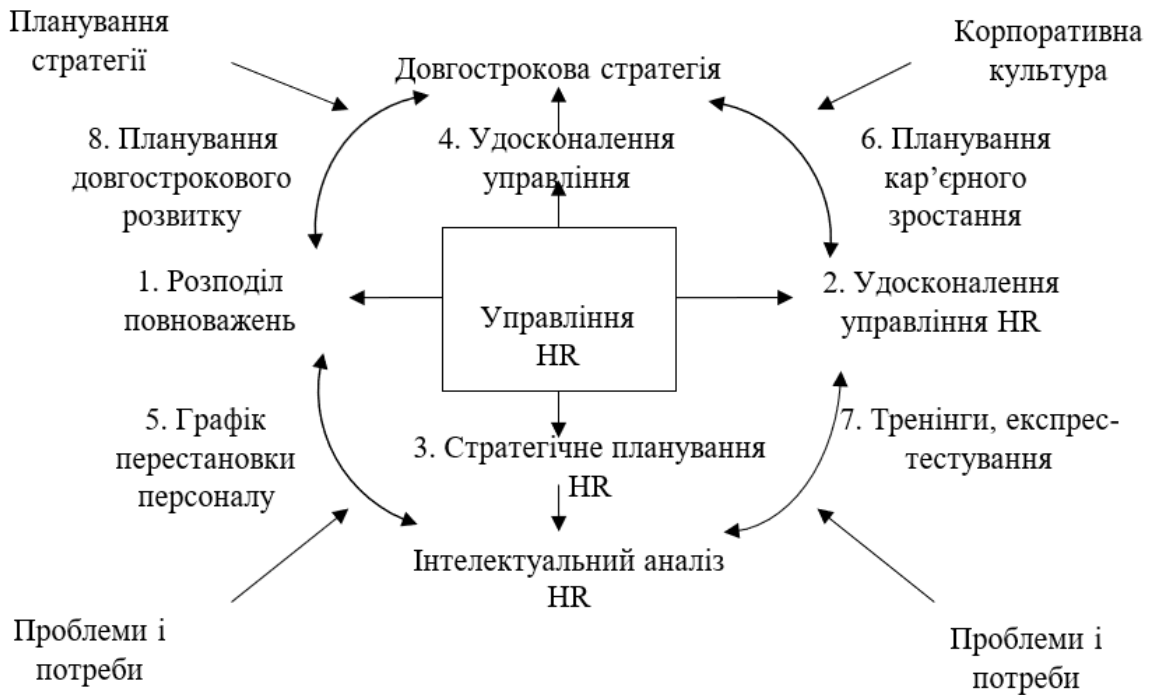 Планування
стратегії
Корпоративна
культура
Довгострокова стратегія
8. Планування
довгострокового
розвитку
4. Удосконалення
управління
6. Планування
кар’єрного
зростання
1. Розподіл
повноважень
Управління
HR
2. Удосконалення
управління HR
5. Графік
перестановки
персоналу
3. Стратегічне планування
HR
7. Тренінги, експрес-
тестування
Інтелектуальний аналіз
HR
Проблеми і
потреби
Проблеми і
потреби